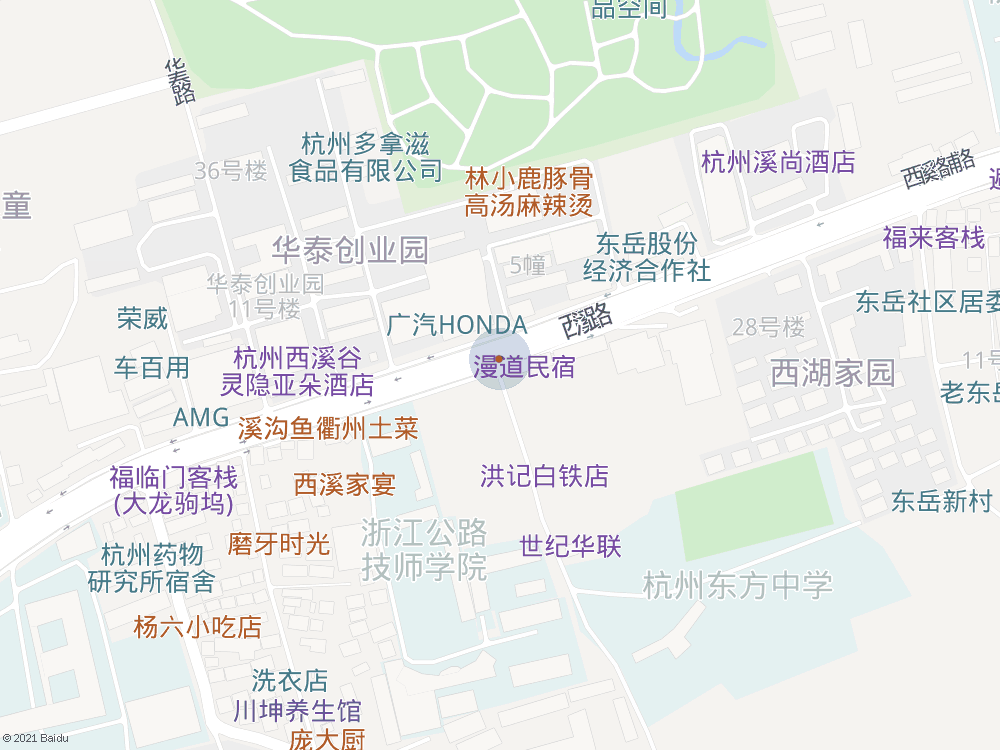 品空间
华泰路
杭州多拿滋
食品有限公司
36号楼
林小鹿豚骨
高汤麻辣烫
杭州溪尚酒店
西溪路辅路
童
华泰创业园
东岳股份
经济合作社
福来客栈
5幢
华泰创业园
11号楼
荣威
广汽HONDA
西溪路
28号楼
东岳社区居委
车百用
杭州西溪谷
灵隐亚朵酒店
漫道民宿
西湖家园
11号
老东岳
AMG
溪沟鱼衢州土菜
福临门客栈
(大龙驹坞)
西溪家宴
洪记白铁店
东岳新村
磨牙时光
浙江公路
技师学院
世纪华联
杭州药物
研究所宿舍
杭州东方中学
杨六小吃店
洗衣店
川坤养生馆
庞大厨
© 2021 Baidu